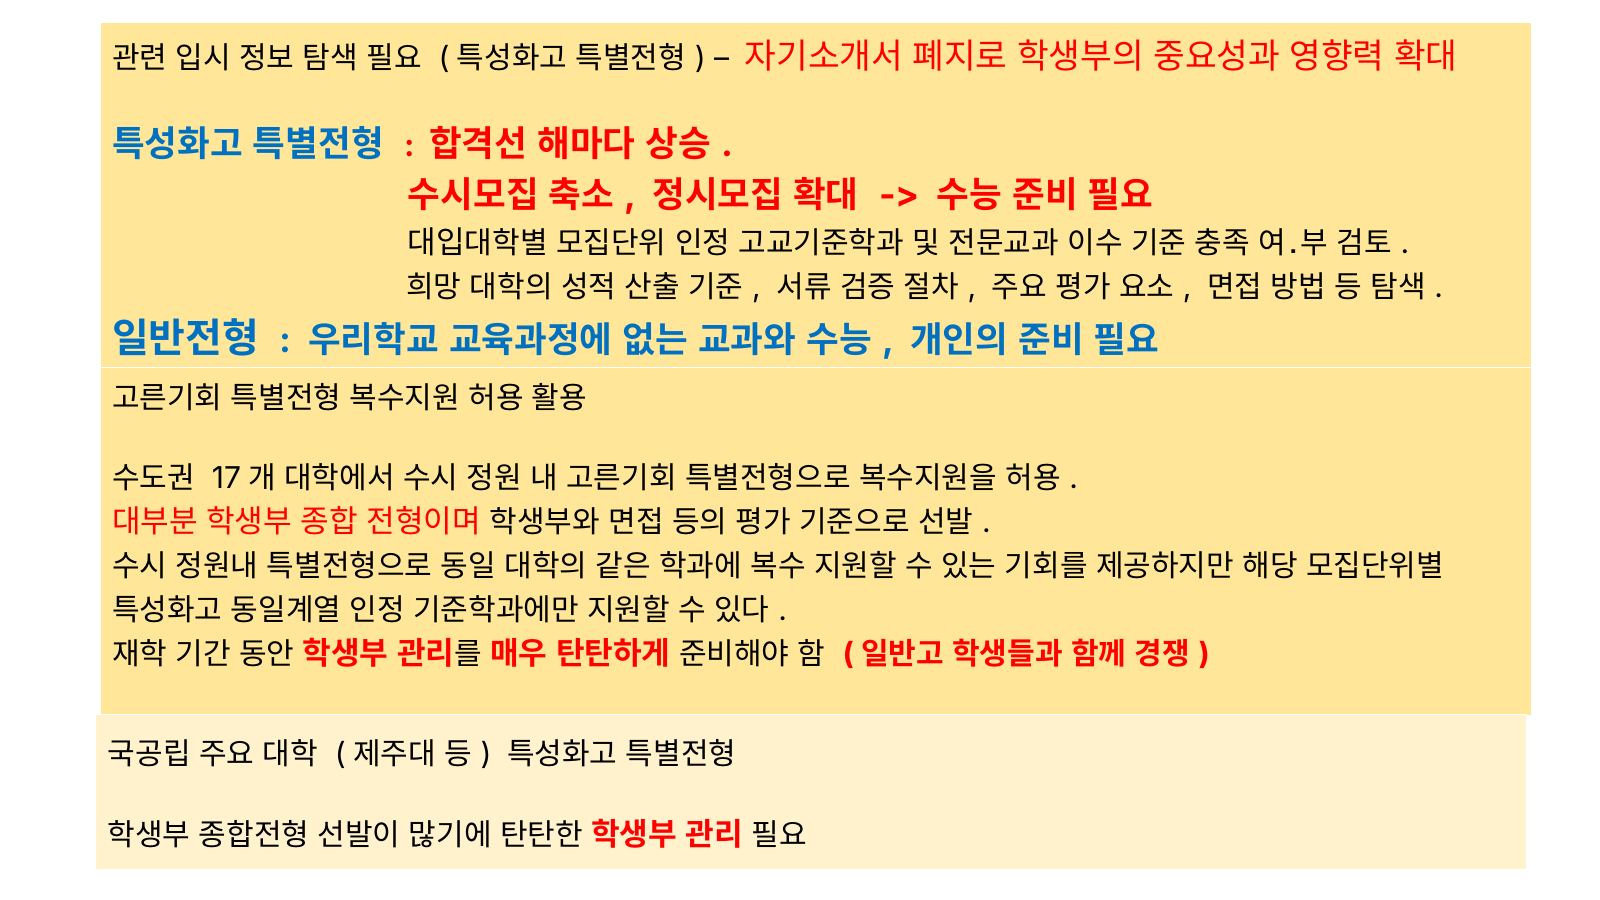 관련 입시 정보 탐색 필요 ( 특성화고 특별전형 ) – 자기소개서 폐지로 학생부의 중요성과 영향력 확대
특성화고 특별전형 : 합격선 해마다 상승 .
수시모집 축소 , 정시모집 확대 -> 수능 준비 필요
대입대학별 모집단위 인정 고교기준학과 및 전문교과 이수 기준 충족 여.부 검토 .
희망 대학의 성적 산출 기준 , 서류 검증 절차 , 주요 평가 요소 , 면접 방법 등 탐색 .
일반전형 : 우리학교 교육과정에 없는 교과와 수능 , 개인의 준비 필요
고른기회 특별전형 복수지원 허용 활용
수도권 17 개 대학에서 수시 정원 내 고른기회 특별전형으로 복수지원을 허용 .
대부분 학생부 종합 전형이며 학생부와 면접 등의 평가 기준으로 선발 .
수시 정원내 특별전형으로 동일 대학의 같은 학과에 복수 지원할 수 있는 기회를 제공하지만 해당 모집단위별
특성화고 동일계열 인정 기준학과에만 지원할 수 있다 .
재학 기간 동안 학생부 관리를 매우 탄탄하게 준비해야 함 ( 일반고 학생들과 함께 경쟁 )
국공립 주요 대학 ( 제주대 등 ) 특성화고 특별전형
학생부 종합전형 선발이 많기에 탄탄한 학생부 관리 필요